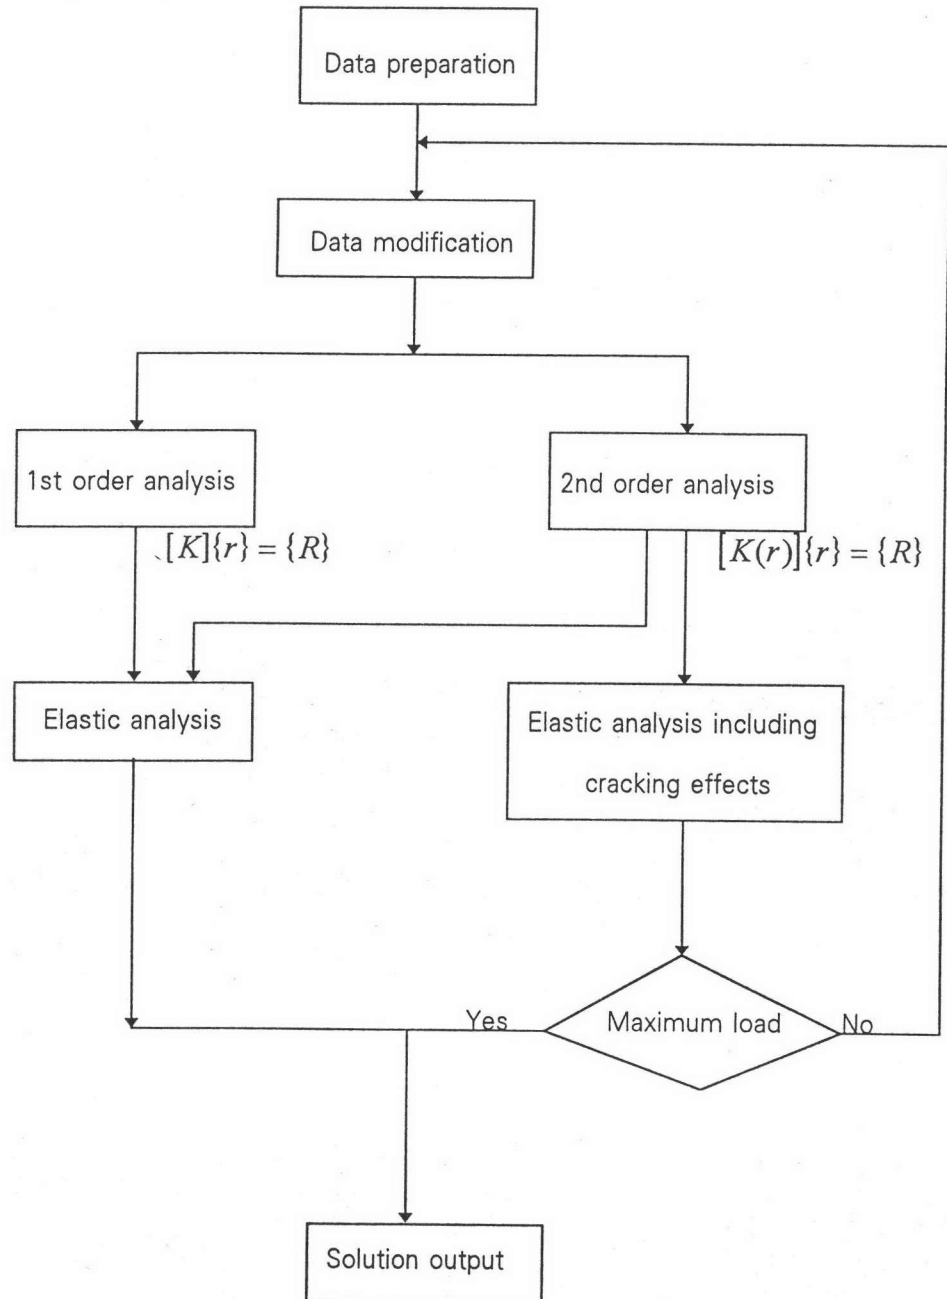 Data preparation
Data modification
1st order analysis
2nd order analysis
[K]{r} = {R}
[K(r)]{r} = {R}
Elastic analysis
Elastic analysis including
cracking effects
Yes
Maximum load
No
Solution output